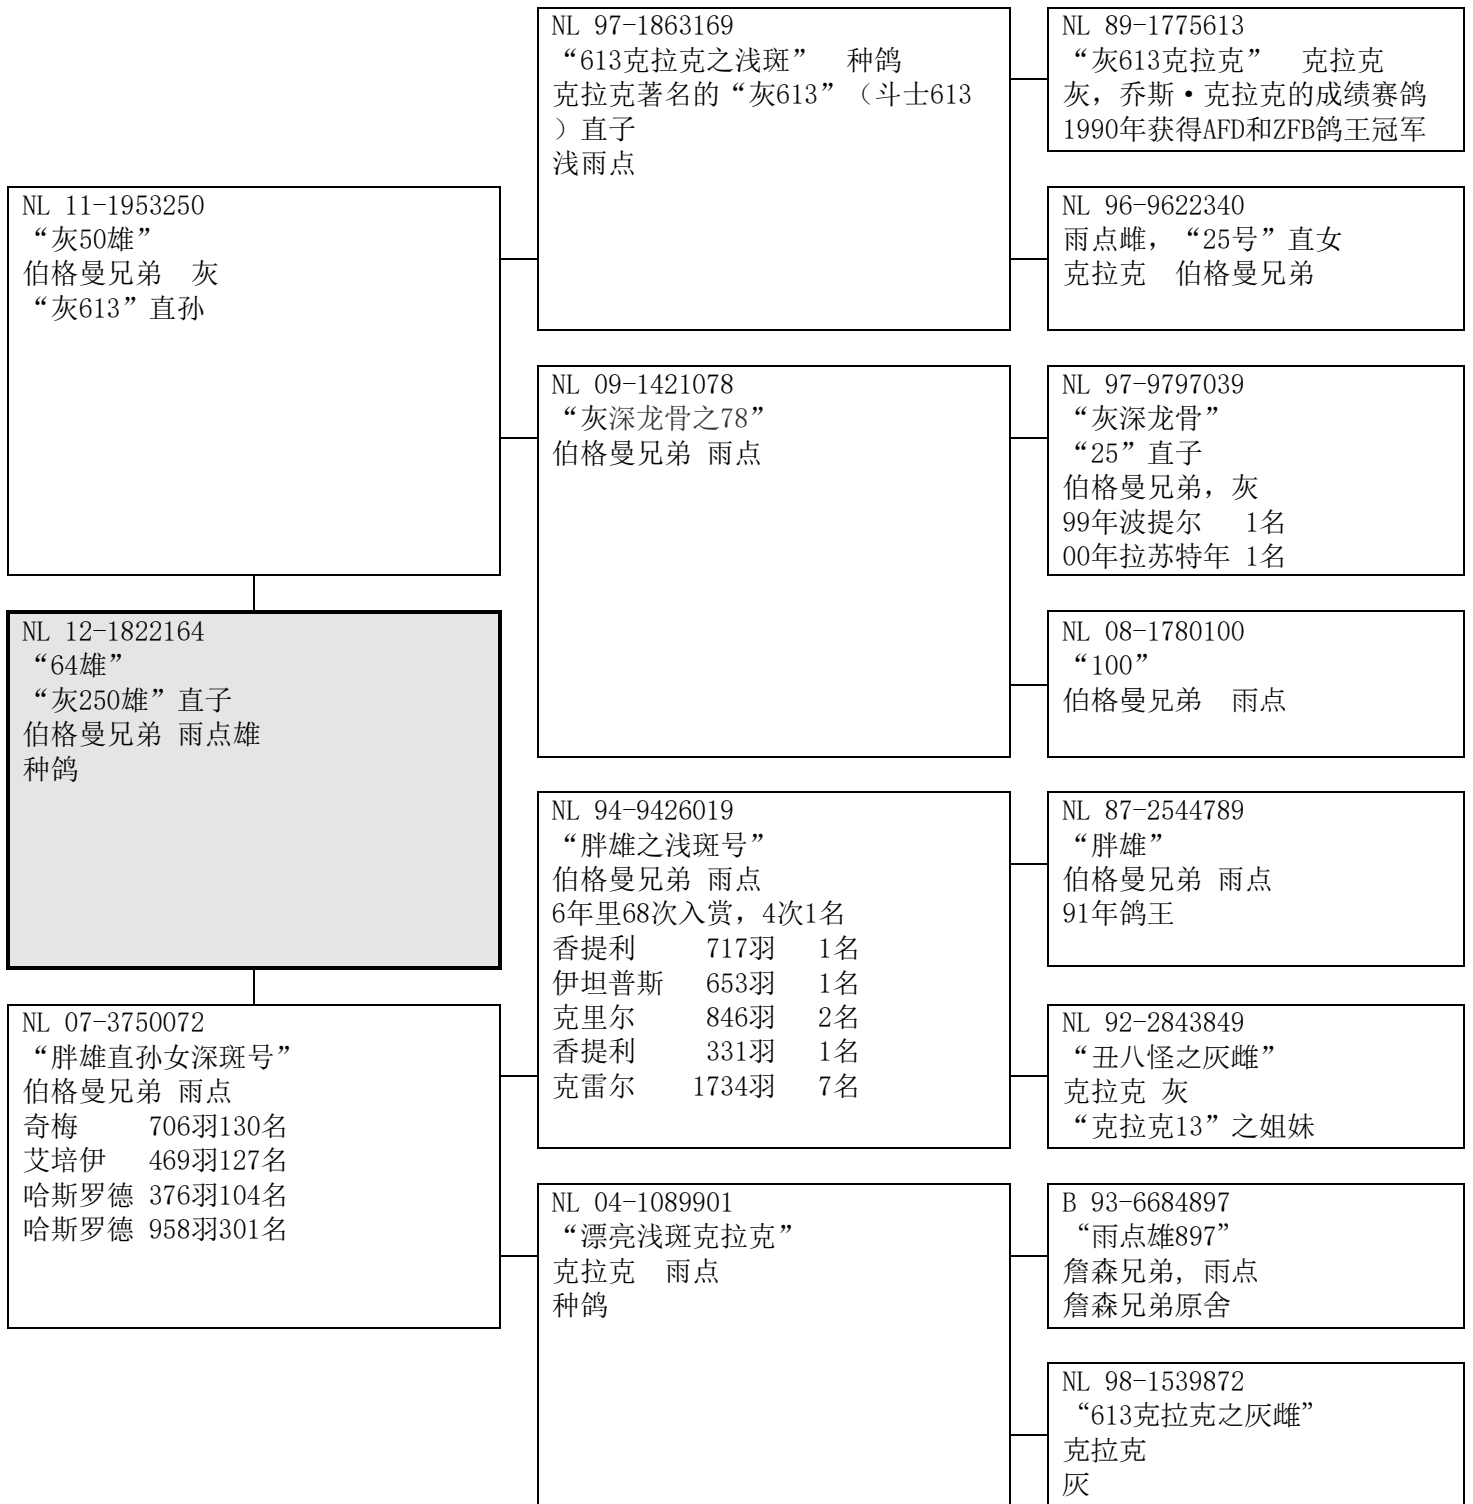 NL 97-1863169
“613克拉克之浅斑”　种鸽
克拉克著名的“灰613”（斗士613
）直子
浅雨点
NL 89-1775613
“灰613克拉克”　克拉克
灰，乔斯·克拉克的成绩赛鸽
1990年获得AFD和ZFB鸽王冠军
NL 11-1953250
“灰50雄”
伯格曼兄弟　灰
“灰613”直孙
NL 96-9622340
雨点雌，“25号”直女
克拉克　伯格曼兄弟
NL 09-1421078
“灰深龙骨之78”
伯格曼兄弟 雨点
NL 97-9797039
“灰深龙骨”
“25”直子
伯格曼兄弟，灰
99年波提尔　 1名
00年拉苏特年 1名
NL 12-1822164
“64雄”
“灰250雄”直子
伯格曼兄弟 雨点雄
种鸽
NL 08-1780100
“100”
伯格曼兄弟　雨点
NL 94-9426019
“胖雄之浅斑号”
伯格曼兄弟 雨点
6年里68次入赏，4次1名
香提利　　 717羽　 1名
伊坦普斯　 653羽　 1名
克里尔　　 846羽　 2名
香提利　　 331羽　 1名
克雷尔　　1734羽　 7名
NL 87-2544789
“胖雄”
伯格曼兄弟 雨点
91年鸽王
NL 07-3750072
“胖雄直孙女深斑号”
伯格曼兄弟 雨点
奇梅　　 706羽130名
艾培伊　 469羽127名
哈斯罗德 376羽104名
哈斯罗德 958羽301名
NL 92-2843849
“丑八怪之灰雌”
克拉克 灰
“克拉克13”之姐妹
NL 04-1089901
“漂亮浅斑克拉克”
克拉克　雨点
种鸽
B 93-6684897
“雨点雄897”
詹森兄弟, 雨点
詹森兄弟原舍
NL 98-1539872
“613克拉克之灰雌”
克拉克
灰